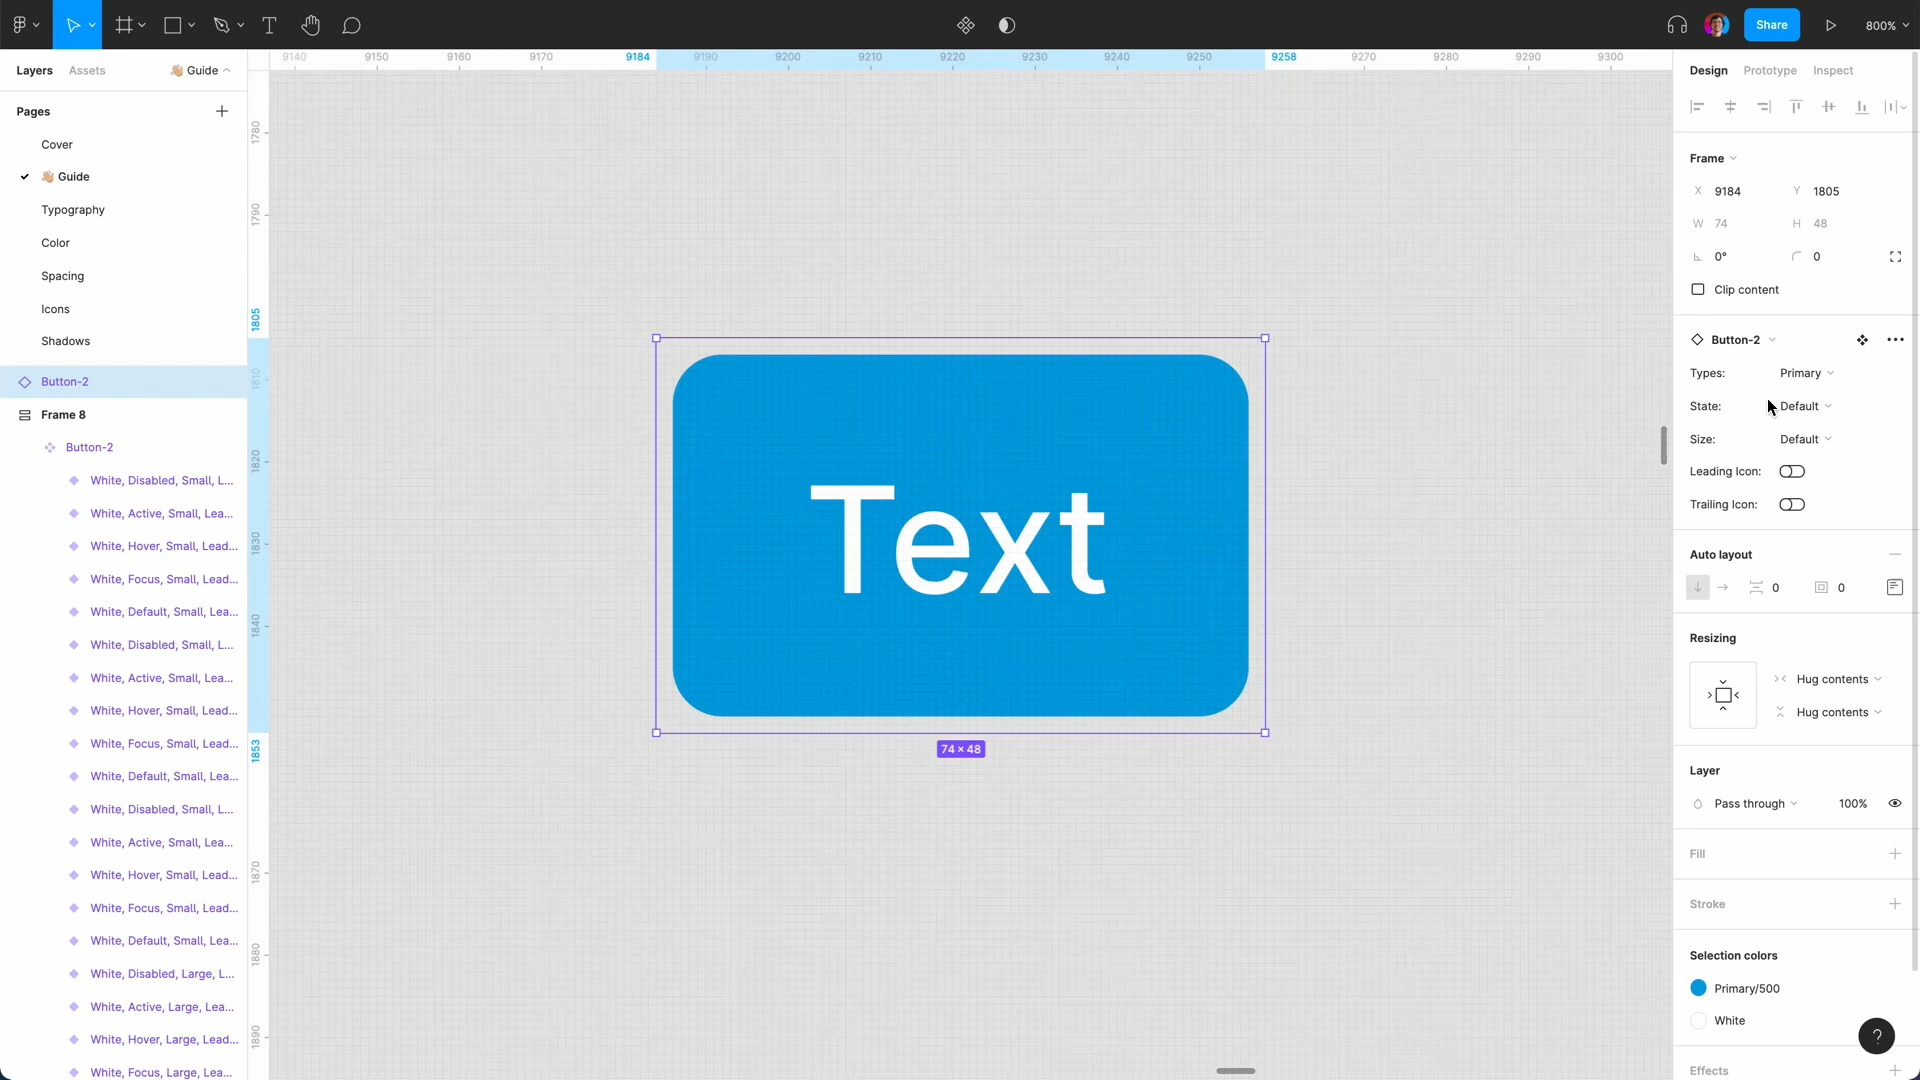 Share
800%
Layers
Assets
Guide
9140
9150
9160
9170
9184
9190
9200
9210
9220
9230
9240
9250
9258
9270
9280
9290
9300
Design
Prototype
Inspect
Pages
Cover
Guide
Typography
Color
Spacing
Icons
Shadows
Button-2
Frame 8
Button-2
White, Disabled, Small, L...
White, Active, Small, Lea...
White, Hover, Small, Lead...
White, Focus, Small, Lead...
White, Default, Small, Lea...
White, Disabled, Small, L...
White, Active, Small, Lea...
White, Hover, Small, Lead...
White, Focus, Small, Lead...
White, Default, Small, Lea...
White, Disabled, Small, L...
White, Active, Small, Lea...
White, Hover, Small, Lead...
White, Focus, Small, Lead...
White, Default, Small, Lea...
White, Disabled, Large, L...
White, Active, Large, Lea...
White, Hover, Large, Lead...
White, Focus, Large, Lea...
1780
1790
1805
1810
1820
1830
1840
1853
1870
1880
1890
Text
74 × 48
Frame
X 9184 Y 1805
W 74 H 48
0° 0
Clip content
Button-2
Types: Primary
State: Default
Size: Default
Leading Icon:
Trailing Icon:
Auto layout
0 0
Resizing
Hug contents
Hug contents
Layer
Pass through 100%
Fill
Stroke
Selection colors
Primary/500
White
?
Effects